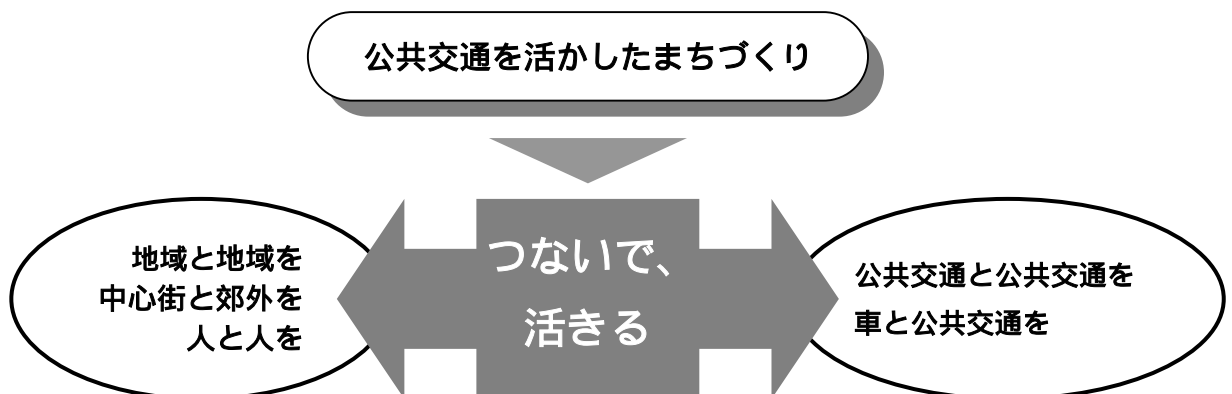 公共交通を活かしたまちづくり
地域と地域を
中心街と郊外を
人と人を
つないで、
活きる
公共交通と公共交通を
車と公共交通を